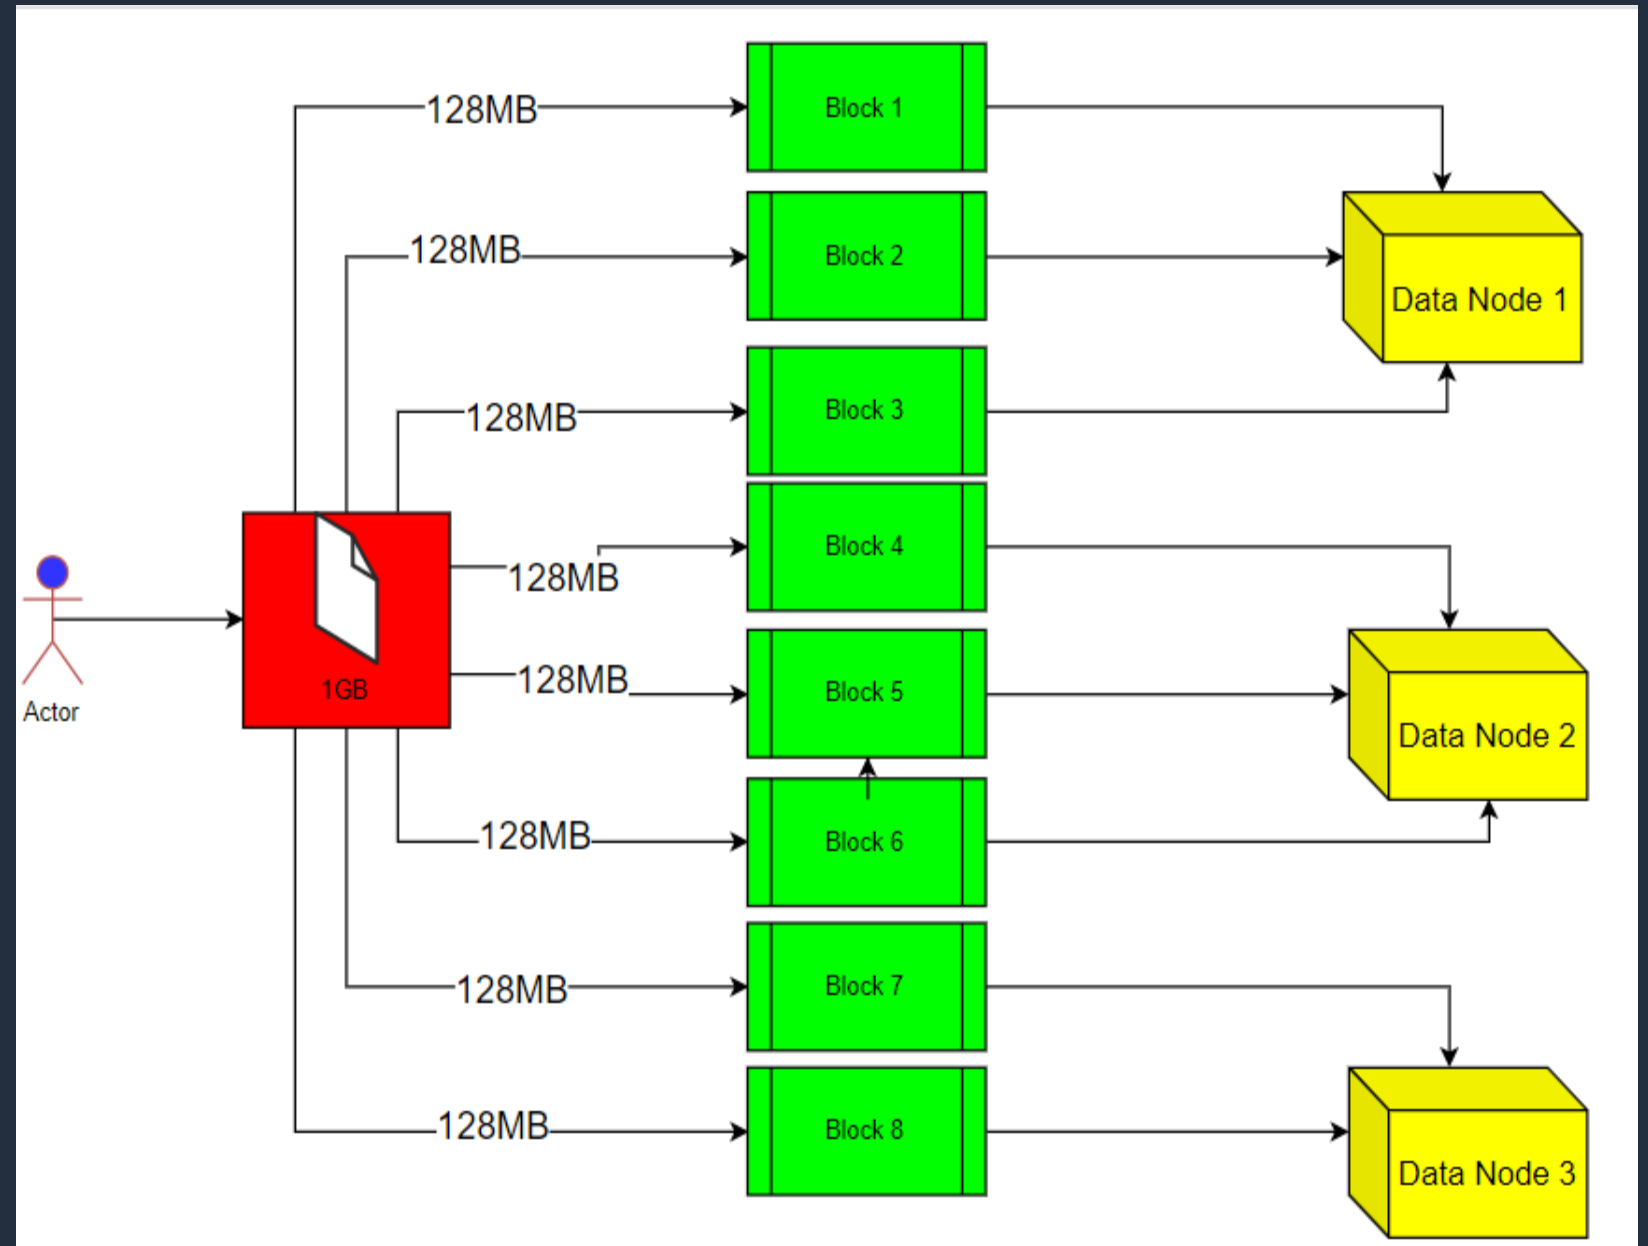 128MB
Block 1
128MB
Block 2
Data Node 1
128MB
Block 3
128MB
Block 4
Actor
1GB
128MB
Block 5
Data Node 2
128MB
Block 6
128MB
Block 7
128MB
Block 8
Data Node 3